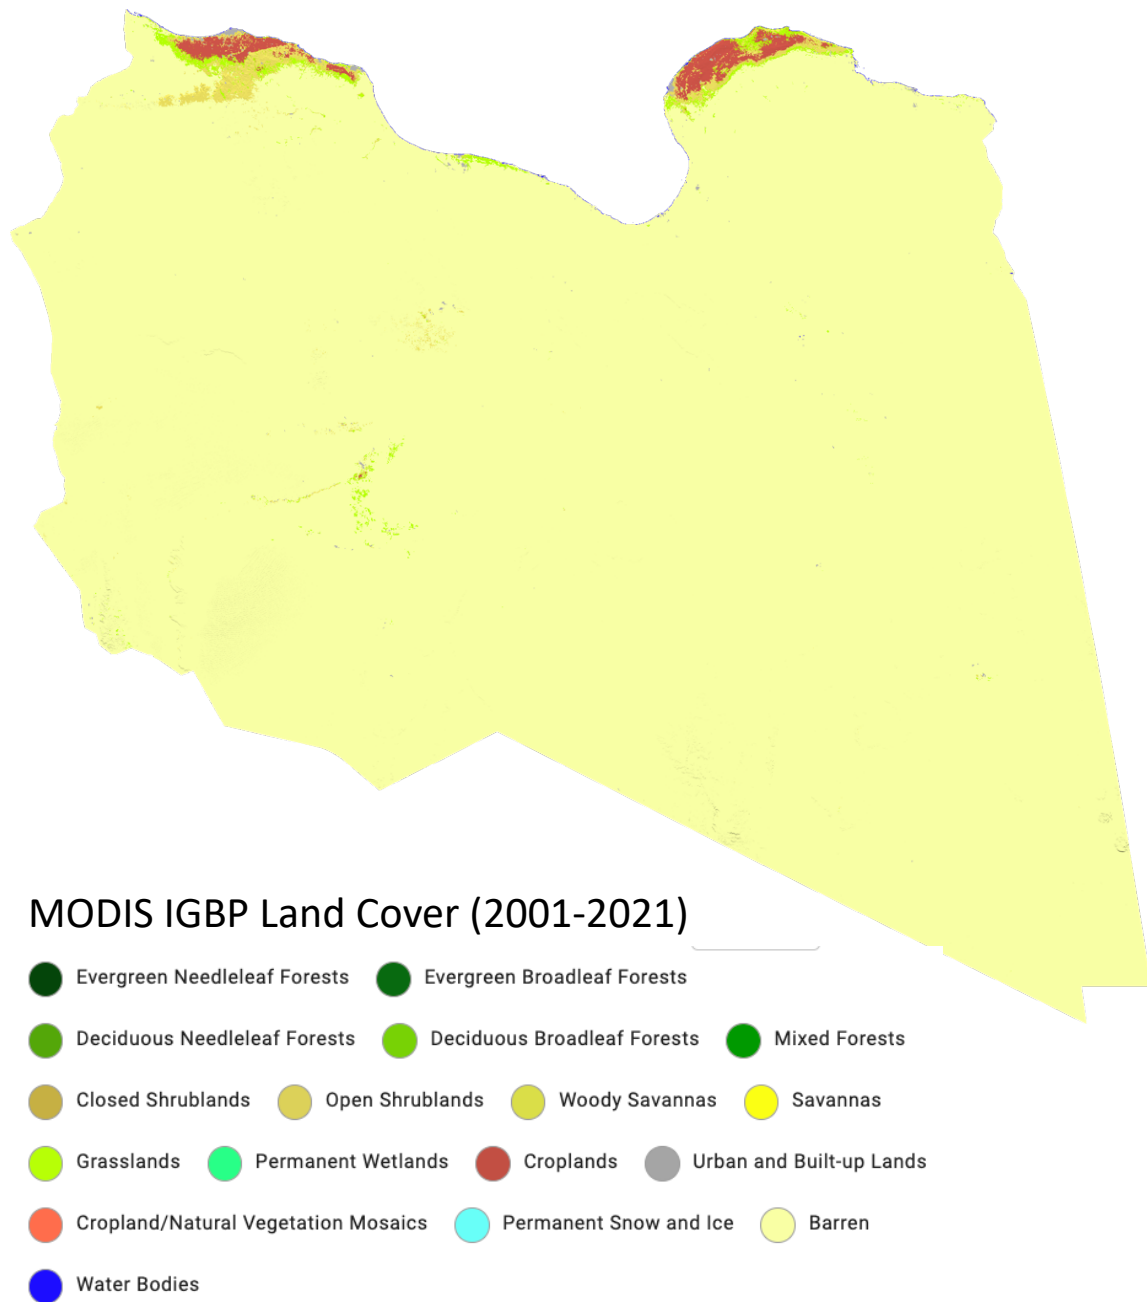 MODIS IGBP Land Cover (2001-2021)
Evergreen Needleleaf Forests Evergreen Broadleaf Forests
Deciduous Needleleaf Forests Deciduous Broadleaf Forests Mixed Forests
Closed Shrublands Open Shrublands Woody Savannas Savannas
Grasslands Permanent Wetlands Croplands Urban and Built-up Lands
Cropland/Natural Vegetation Mosaics Permanent Snow and Ice Barren
Water Bodies